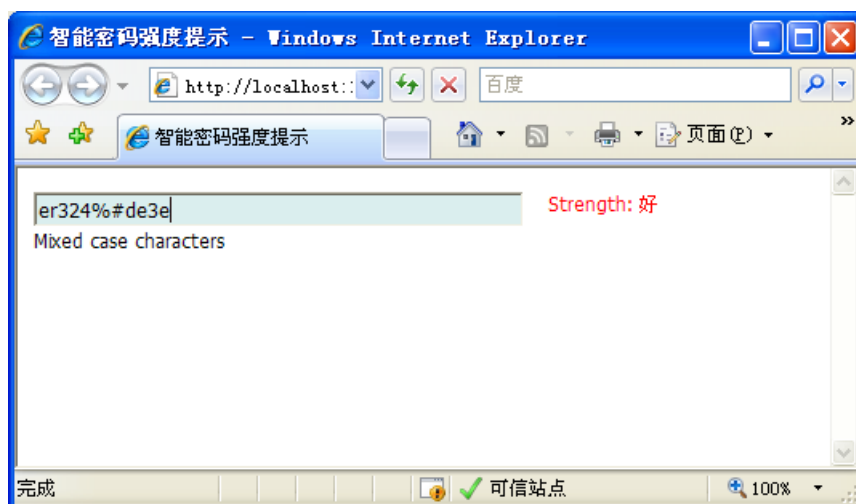 智能密码强度提示 - Windows Internet Explorer
http://localhost:: 百度
智能密码强度提示 页面(P) »
er324%#de3e Strength: 好
Mixed case characters
完成 可信站点 100%